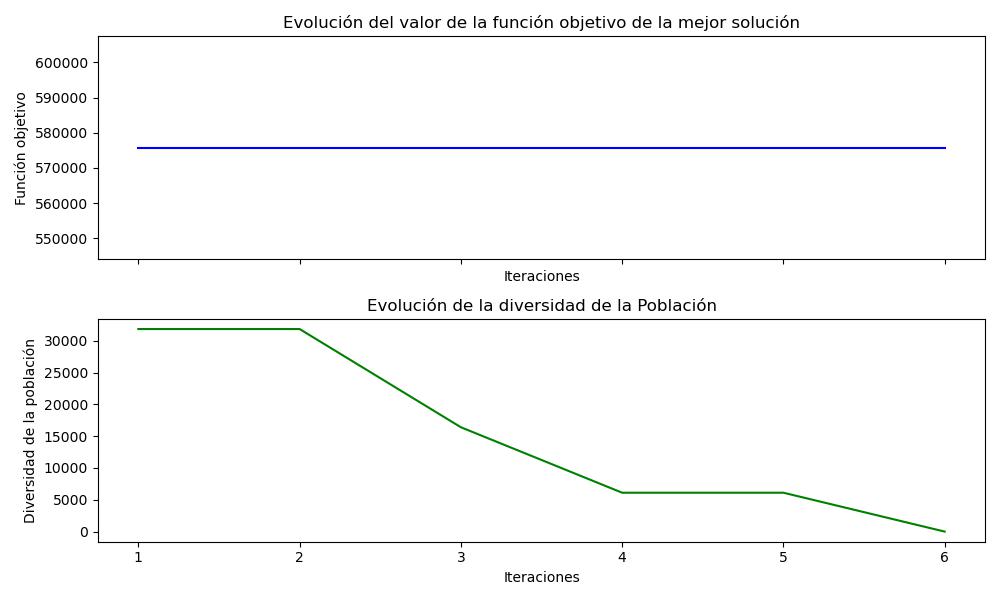 Evolución del valor de la función objetivo de la mejor solución
Función objetivo
600000
590000
580000
570000
560000
550000
Iteraciones
Evolución de la diversidad de la Población
Diversidad de la población
30000
25000
20000
15000
10000
5000
0
1 2 3 4 5 6
Iteraciones